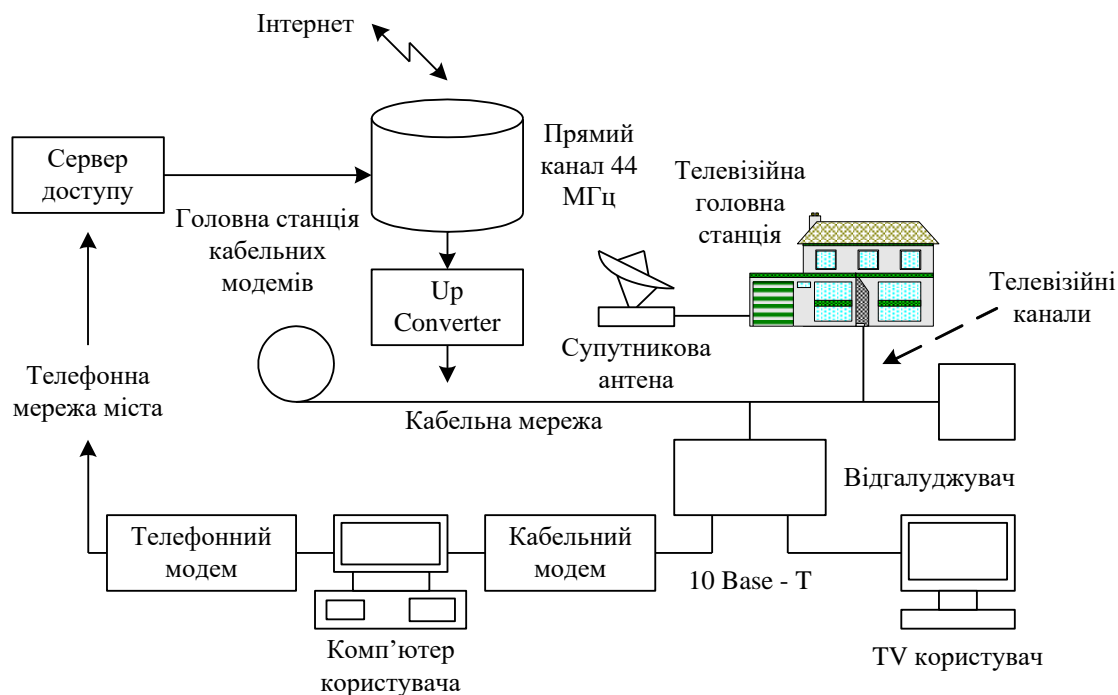 Інтернет
Сервер
доступу
Прямий
канал 44
МГц
Головна станція
кабельних
модемів
Телевізійна
головна
станція
Up
Converter
Телевізійні
канали
Супутникова
антена
Телефонна
мережа міста
Кабельна мережа
Відгалуджувач
Телефонний
модем
Кабельний
модем
10 Base - T
Комп’ютер
користувача
TV користувач